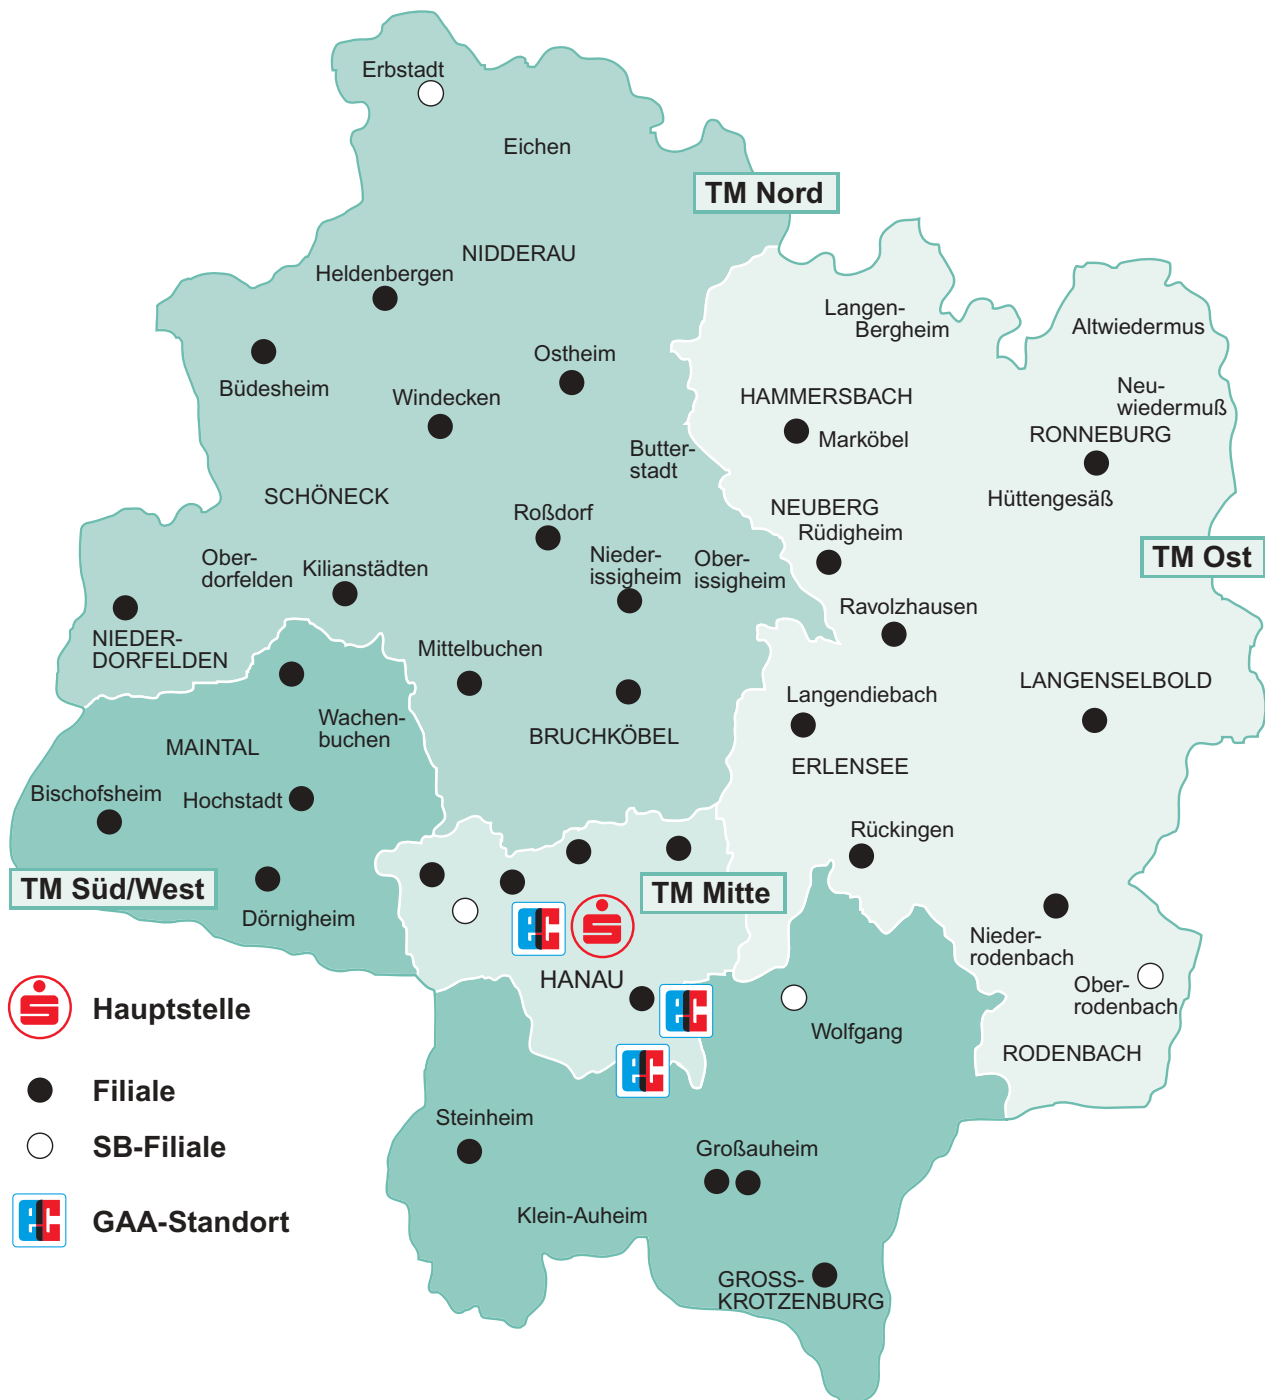 Erbstadt
Eichen
TM Nord
NIDDERAU
Heldenbergen
Langen-
Bergheim
Altwiedermus
Ostheim
Büdesheim
Windecken
HAMMERSBACH
Neu-
wiedermuß
Marköbel
RONNEBURG
Butter-
stadt
SCHÖNECK
Hüttengesäß
Roßdorf
NEUBERG
Rüdigheim
Ober-
dorfelden
Kilianstädten
Nieder-
issigheim
Ober-
issigheim
TM Ost
Ravolzhausen
NIEDER-
DORFELDEN
Mittelbuchen
LANGENSELBOLD
Langendiebach
Wachen-
buchen
MAINTAL
BRUCHKÖBEL
ERLENSEE
Bischofsheim
Hochstadt
Rückingen
TM Süd/West
TM Mitte
Dörnigheim
Nieder-
rodenbach
HANAU
Ober-
rodenbach
Hauptstelle
Wolfgang
RODENBACH
Filiale
Steinheim
SB-Filiale
Großauheim
Klein-Auheim
GAA-Standort
GROSS-
KROTZENBURG